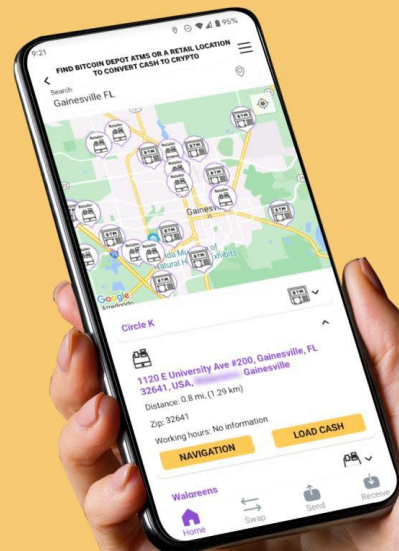 9:21
95%
FIND BITCOIN DEPOT ATMS OR A RETAIL LOCATION
TO CONVERT CASH TO CRYPTO
Search
Gainesville FL
Google
Circle K
1120 E University Ave #200, Gainesville, FL
32641, USA, Gainesville
Distance: 0.8 mi, (1.29 km)
Zip: 32641
Working hours: No information
NAVIGATION
LOAD CASH
Walgreens
Home
Swap
Send
Receive